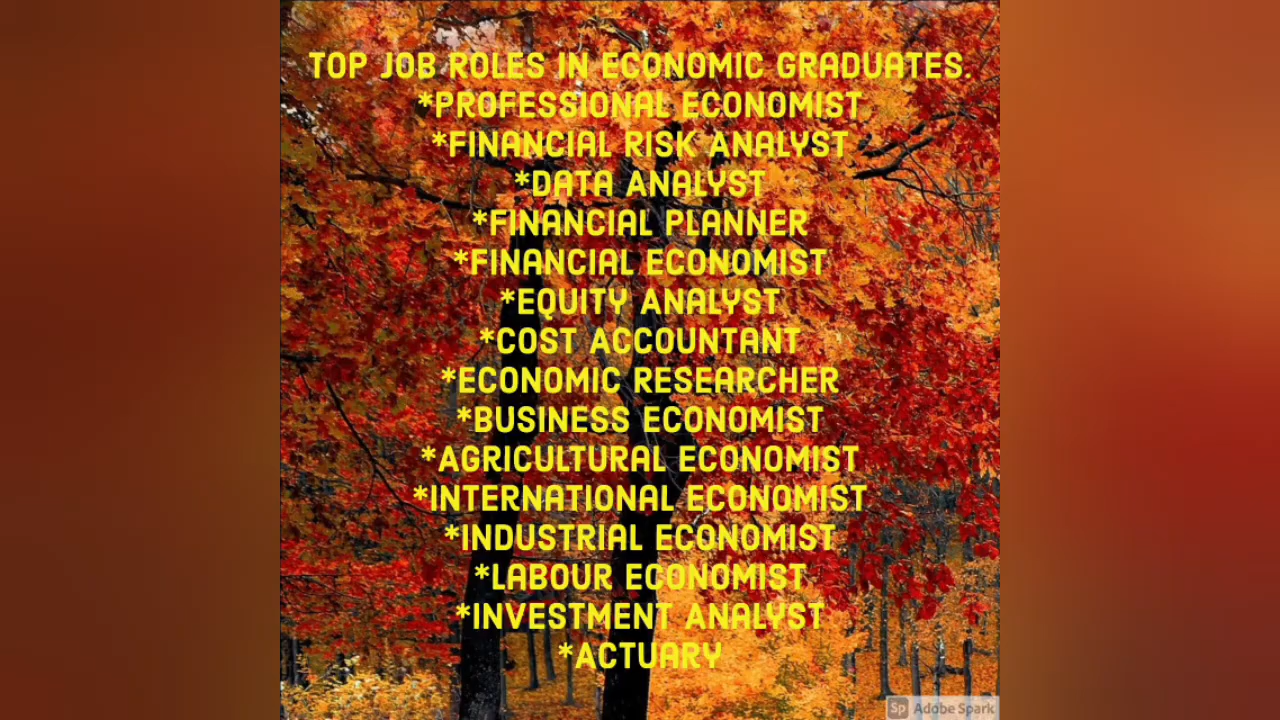 TOP JOB ROLES IN ECONOMIC GRADUATES.
*PROFESSIONAL ECONOMIST
*FINANCIAL RISK ANALYST
*DATA ANALYST
*FINANCIAL PLANNER
*FINANCIAL ECONOMIST
*EQUITY ANALYST
*COST ACCOUNTANT
*ECONOMIC RESEARCHER
*BUSINESS ECONOMIST
*AGRICULTURAL ECONOMIST
*INTERNATIONAL ECONOMIST
*INDUSTRIAL ECONOMIST
*LABOUR ECONOMIST
*INVESTMENT ANALYST
*ACTUARY
Sp Adobe Spark